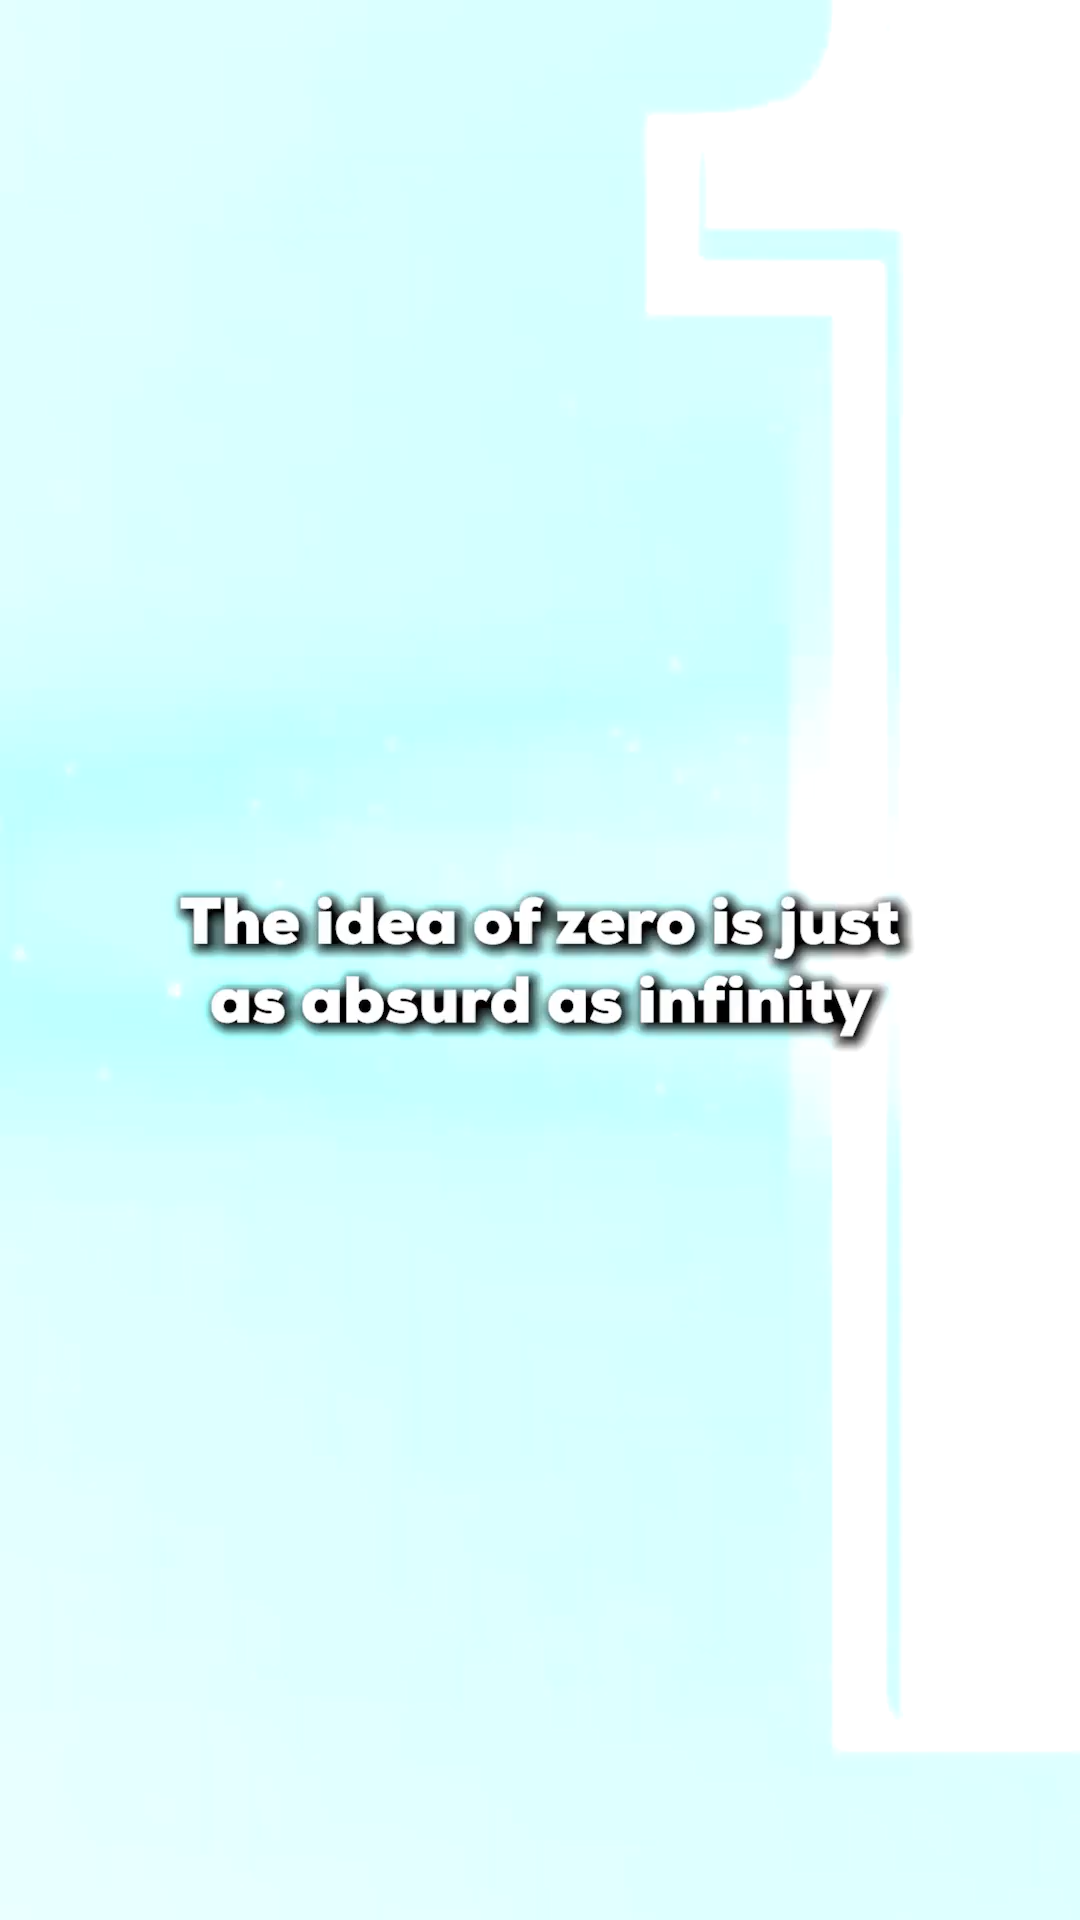 The idea of zero is just
as absurd as infinity